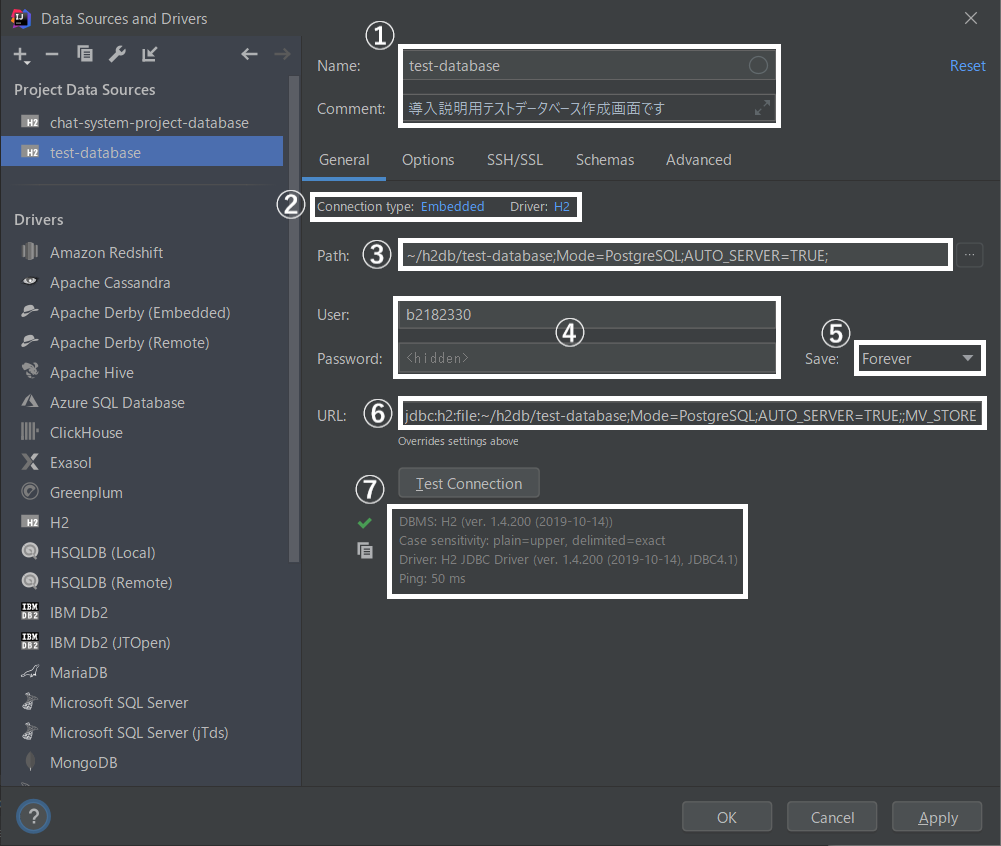 Data Sources and Drivers
Project Data Sources
H2 chat-system-project-database
H2 test-database
Drivers
Amazon Redshift
Apache Cassandra
Apache Derby (Embedded)
Apache Derby (Remote)
Apache Hive
Azure SQL Database
ClickHouse
Exasol
Greenplum
H2 H2
HSQLDB (Local)
HSQLDB (Remote)
IBM DB2 IBM Db2
IBM DB2 IBM Db2 (JTOpen)
MariaDB
Microsoft SQL Server
Microsoft SQL Server (jTds)
MongoDB
①
Name: test-database Reset
Comment: 導入説明用テストデータベース作成画面です
General Options SSH/SSL Schemas Advanced
② Connection type: Embedded Driver: H2
Path: ③ ~/h2db/test-database;Mode=PostgreSQL;AUTO_SERVER=TRUE; ...
User: b2182330
④ ⑤
Password: <hidden> Save: Forever
URL: ⑥ jdbc:h2:file:~/h2db/test-database;Mode=PostgreSQL;AUTO_SERVER=TRUE;;MV_STORE
Overrides settings above
⑦ Test Connection
DBMS: H2 (ver. 1.4.200 (2019-10-14))
Case sensitivity: plain=upper, delimited=exact
Driver: H2 JDBC Driver (ver. 1.4.200 (2019-10-14), JDBC4.1)
Ping: 50 ms
? OK Cancel Apply